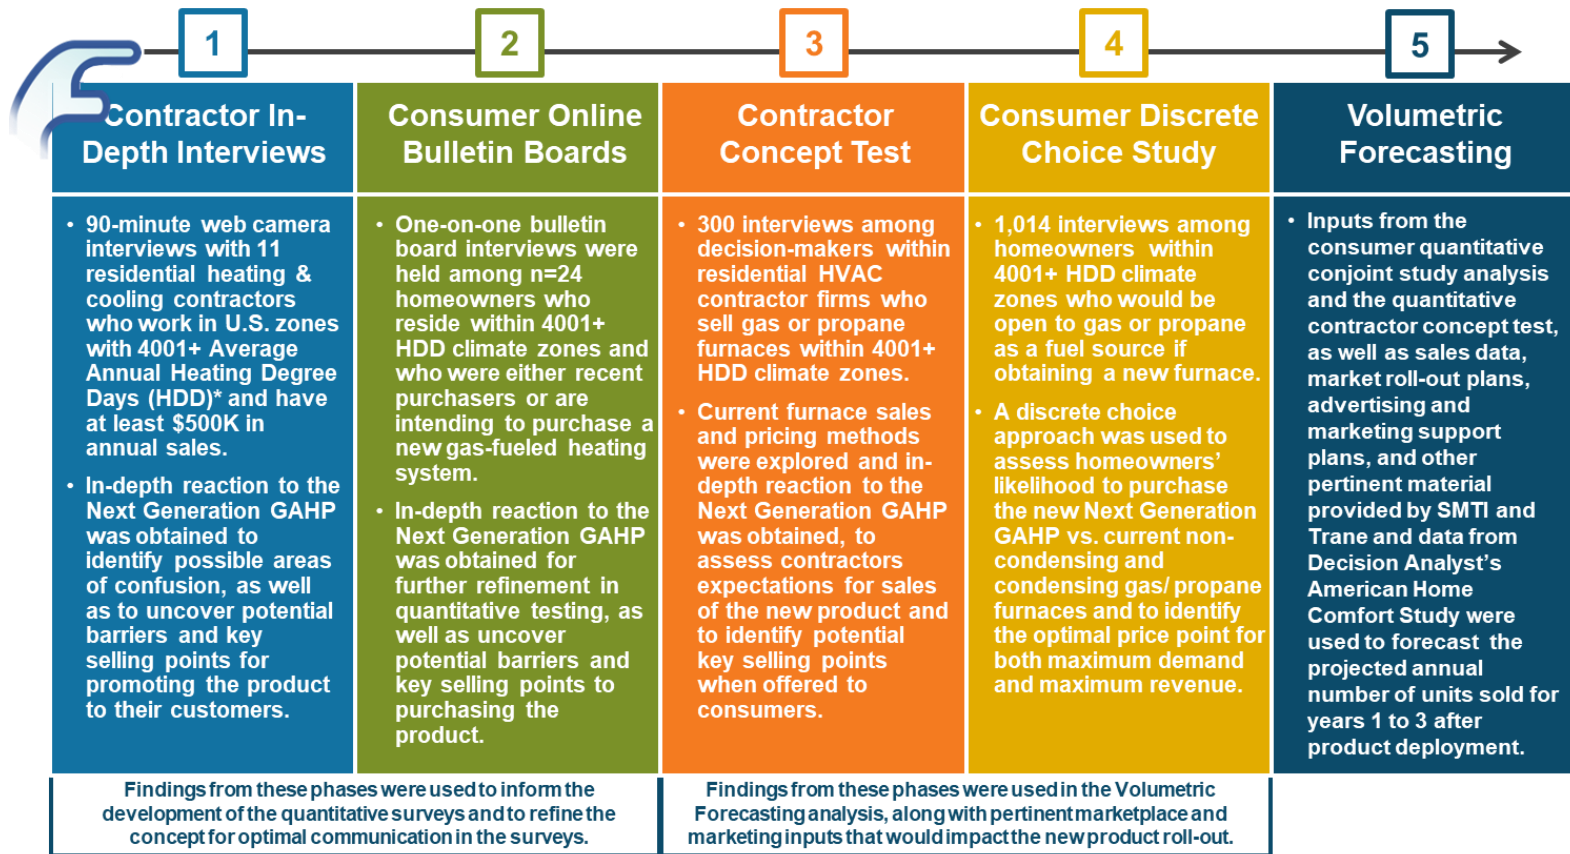 1
2
3
4
5
Contractor In-
Depth Interviews
• 90-minute web camera
interviews with 11
residential heating &
cooling contractors
who work in U.S. zones
with 4001+ Average
Annual Heating Degree
Days (HDD)* and have
at least $500K in
annual sales.
• In-depth reaction to the
Next Generation GAHP
was obtained to
identify possible areas
of confusion, as well
as to uncover potential
barriers and key
selling points for
promoting the product
to their customers.
Consumer Online
Bulletin Boards
• One-on-one bulletin
board interviews were
held among n=24
homeowners who
reside within 4001+
HDD climate zones and
who were either recent
purchasers or are
intending to purchase a
new gas-fueled heating
system.
• In-depth reaction to the
Next Generation GAHP
was obtained for
further refinement in
quantitative testing, as
well as uncover
potential barriers and
key selling points to
purchasing the
product.
Contractor
Concept Test
• 300 interviews among
decision-makers within
residential HVAC
contractor firms who
sell gas or propane
furnaces within 4001+
HDD climate zones.
• Current furnace sales
and pricing methods
were explored and in-
depth reaction to the
Next Generation GAHP
was obtained, to
assess contractors
expectations for sales
of the new product and
to identify potential
key selling points
when offered to
consumers.
Consumer Discrete
Choice Study
• 1,014 interviews among
homeowners within
4001+ HDD climate
zones who would be
open to gas or propane
as a fuel source if
obtaining a new furnace.
• A discrete choice
approach was used to
assess homeowners’
likelihood to purchase
the new Next Generation
GAHP vs. current non-
condensing and
condensing gas/ propane
furnaces and to identify
the optimal price point for
both maximum demand
and maximum revenue.
Volumetric
Forecasting
• Inputs from the
consumer quantitative
conjoint study analysis
and the quantitative
contractor concept test,
as well as sales data,
market roll-out plans,
advertising and
marketing support
plans, and other
pertinent material
provided by SMTI and
Trane and data from
Decision Analyst’s
American Home
Comfort Study were
used to forecast the
projected annual
number of units sold for
years 1 to 3 after
product deployment.
Findings from these phases were used to inform the
development of the quantitative surveys and to refine the
concept for optimal communication in the surveys.
Findings from these phases were used in the Volumetric
Forecasting analysis, along with pertinent marketplace and
marketing inputs that would impact the new product roll-out.